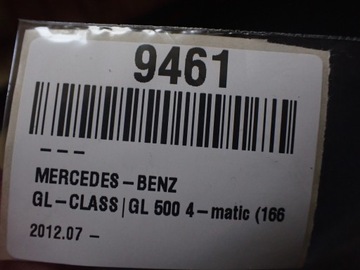 9461
---
MERCEDES-BENZ
GL-CLASS|GL 500 4-matic (166
2012.07 -